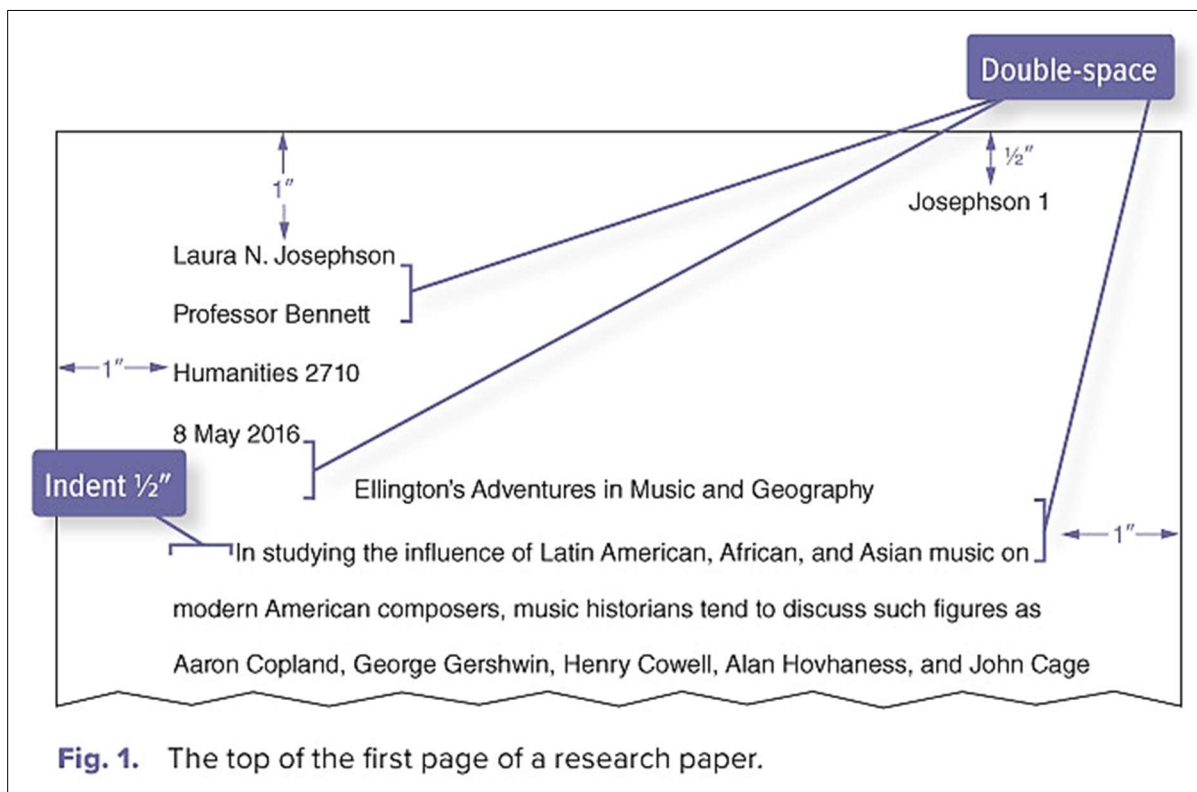 Double-space
1″
½″
Josephson 1
Laura N. Josephson
Professor Bennett
1″
Humanities 2710
8 May 2016
Indent ½″
Ellington's Adventures in Music and Geography
In studying the influence of Latin American, African, and Asian music on
1″
modern American composers, music historians tend to discuss such figures as
Aaron Copland, George Gershwin, Henry Cowell, Alan Hovhaness, and John Cage
Fig. 1. The top of the first page of a research paper.